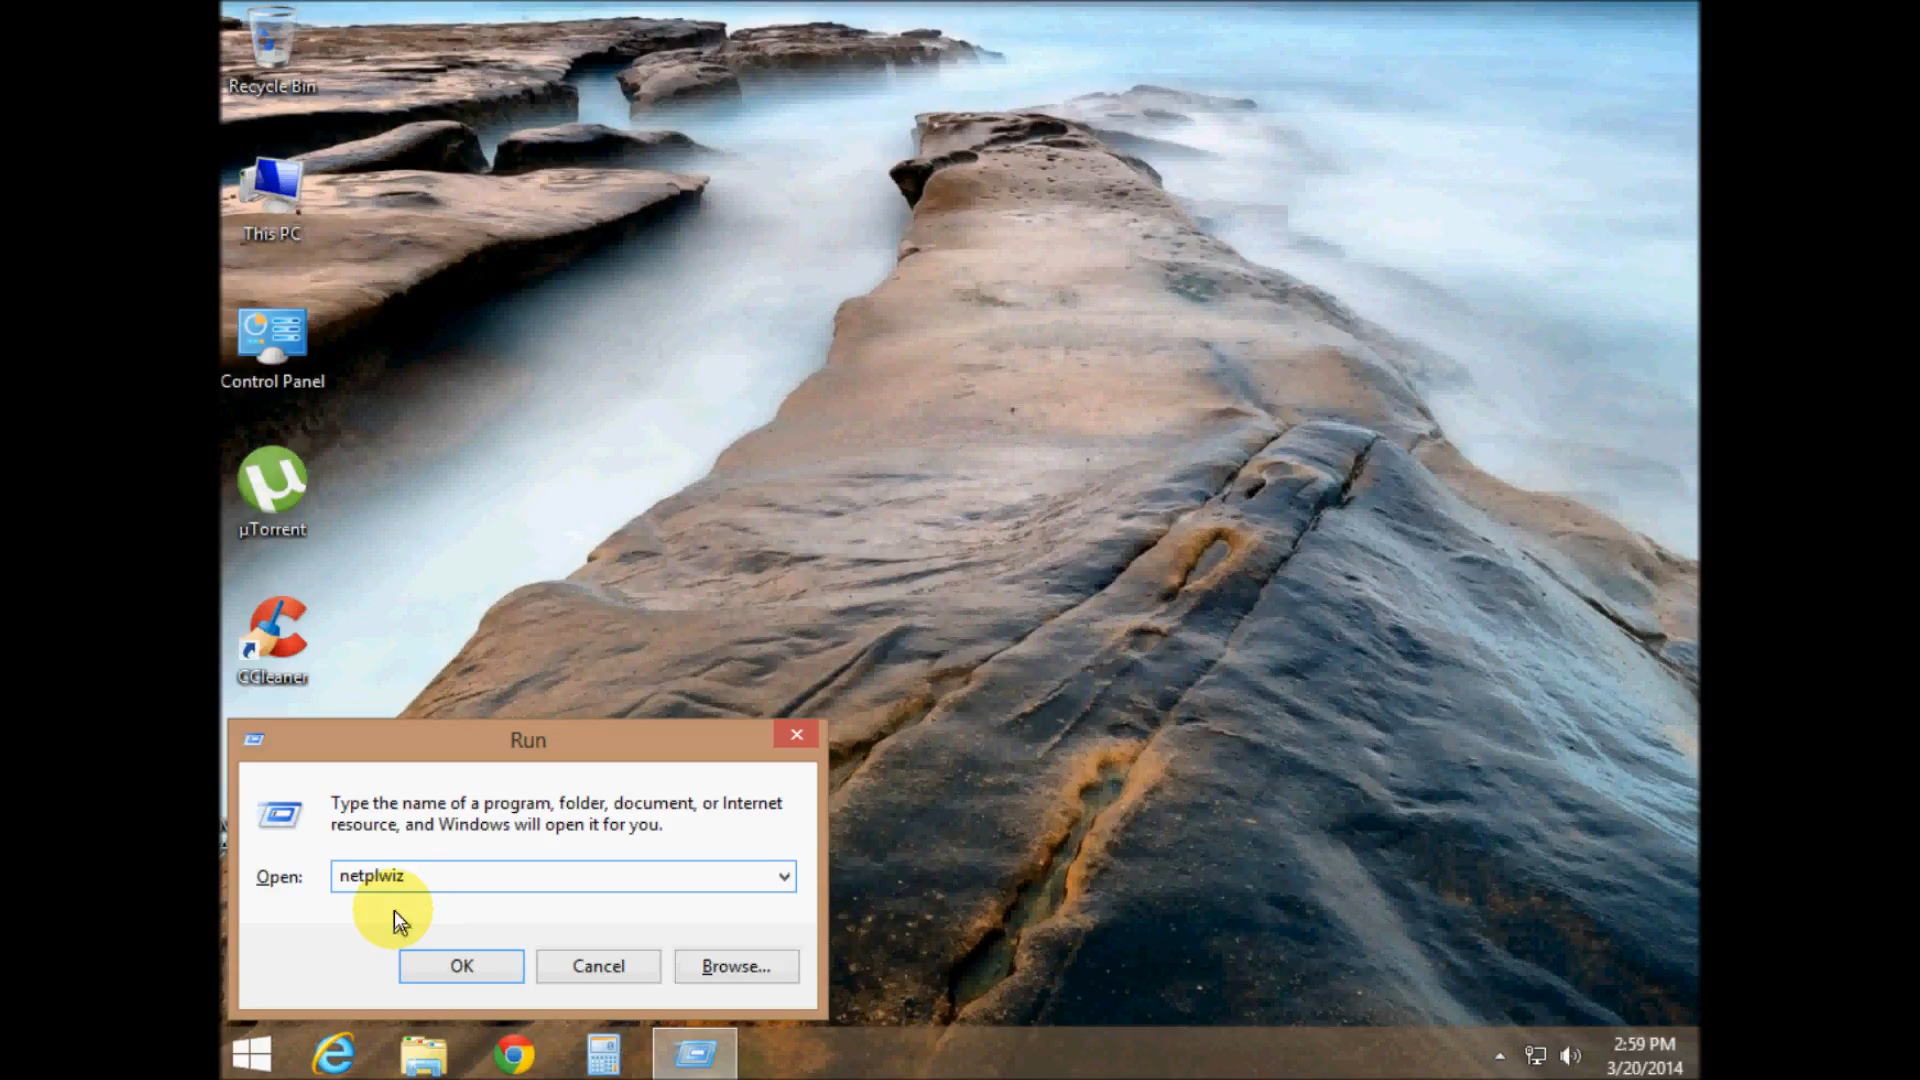 Recycle Bin
This PC
Control Panel
µTorrent
CCleaner
Run
Type the name of a program, folder, document, or Internet
resource, and Windows will open it for you.
Open:
netplwiz
OK
Cancel
Browse...
2:59 PM
3/20/2014